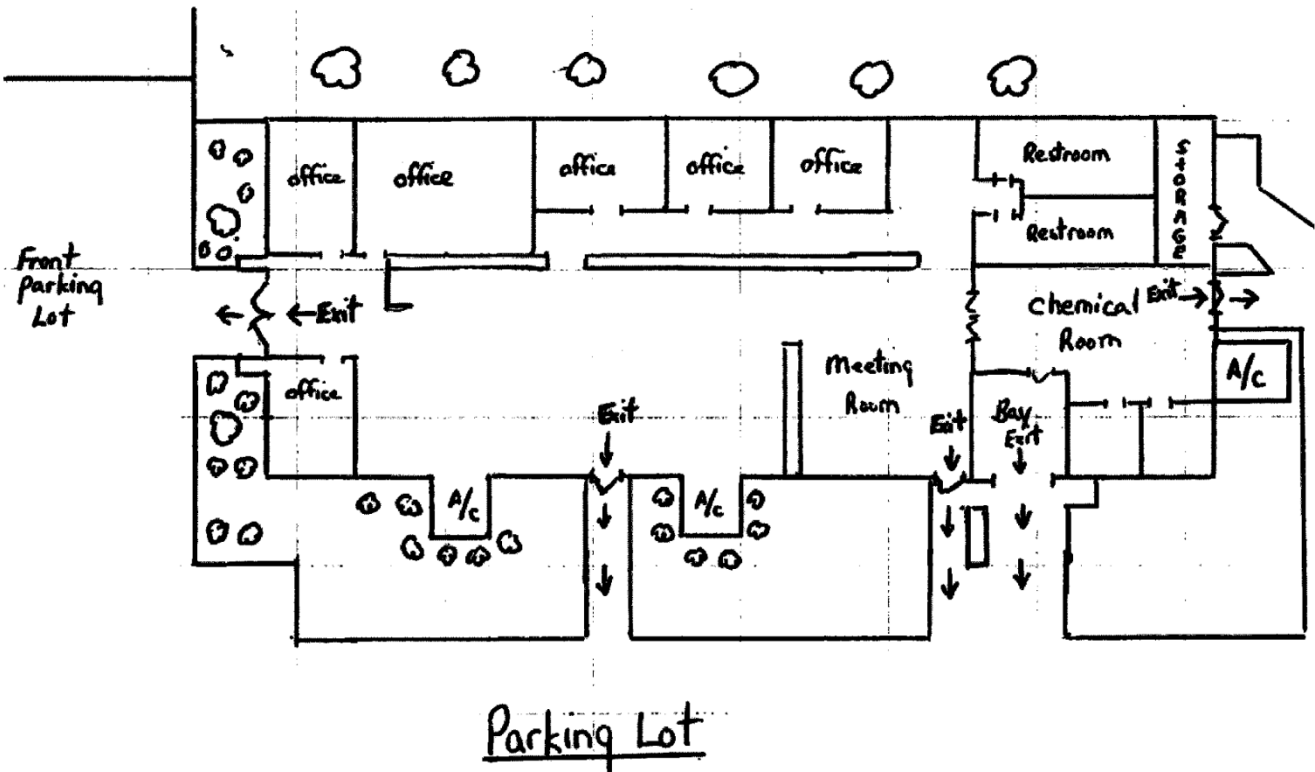 office
office
office
office
office
Restroom
Restroom
STORAGE
Front
Parking
Lot
Exit
Chemical
Room
Exit
A/C
office
Meeting
Room
Exit
Exit
Bay
Exit
A/C
A/C
Parking Lot